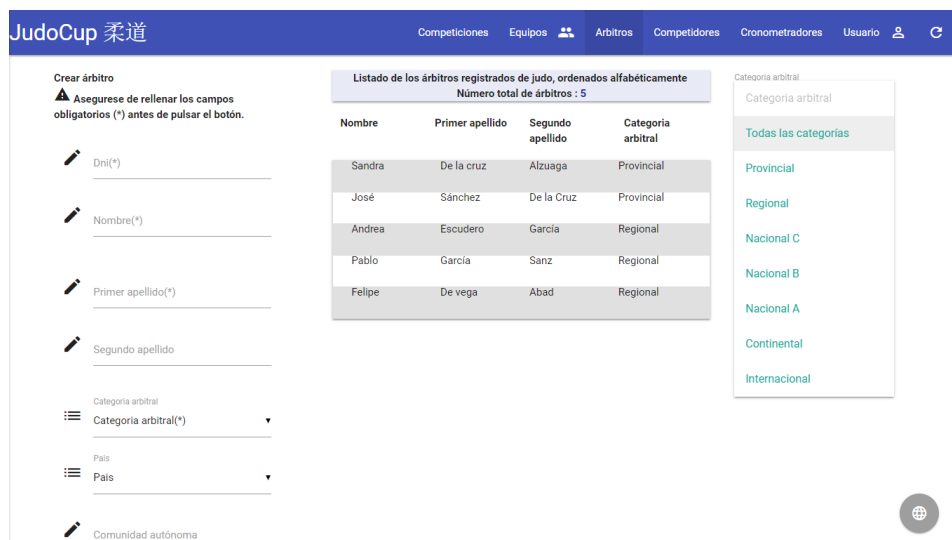 JudoCup 柔道
Competiciones Equipos Arbitros Competidores Cronometradores Usuario
Crear árbitro
Asegurese de rellenar los campos
obligatorios (*) antes de pulsar el botón.
Dni(*)
Nombre(*)
Primer apellido(*)
Segundo apellido
Categoria arbitral
Categoria arbitral(*)
Pais
Pais
Comunidad autónoma
Listado de los árbitros registrados de judo, ordenados alfabéticamente
Número total de árbitros : 5
Nombre Primer apellido Segundo apellido Categoria arbitral
Sandra De la cruz Alzuaga Provincial
José Sánchez De la Cruz Provincial
Andrea Escudero García Regional
Pablo García Sanz Regional
Felipe De vega Abad Regional
Categoria arbitral
Categoria arbitral
Todas las categorías
Provincial
Regional
Nacional C
Nacional B
Nacional A
Continental
Internacional